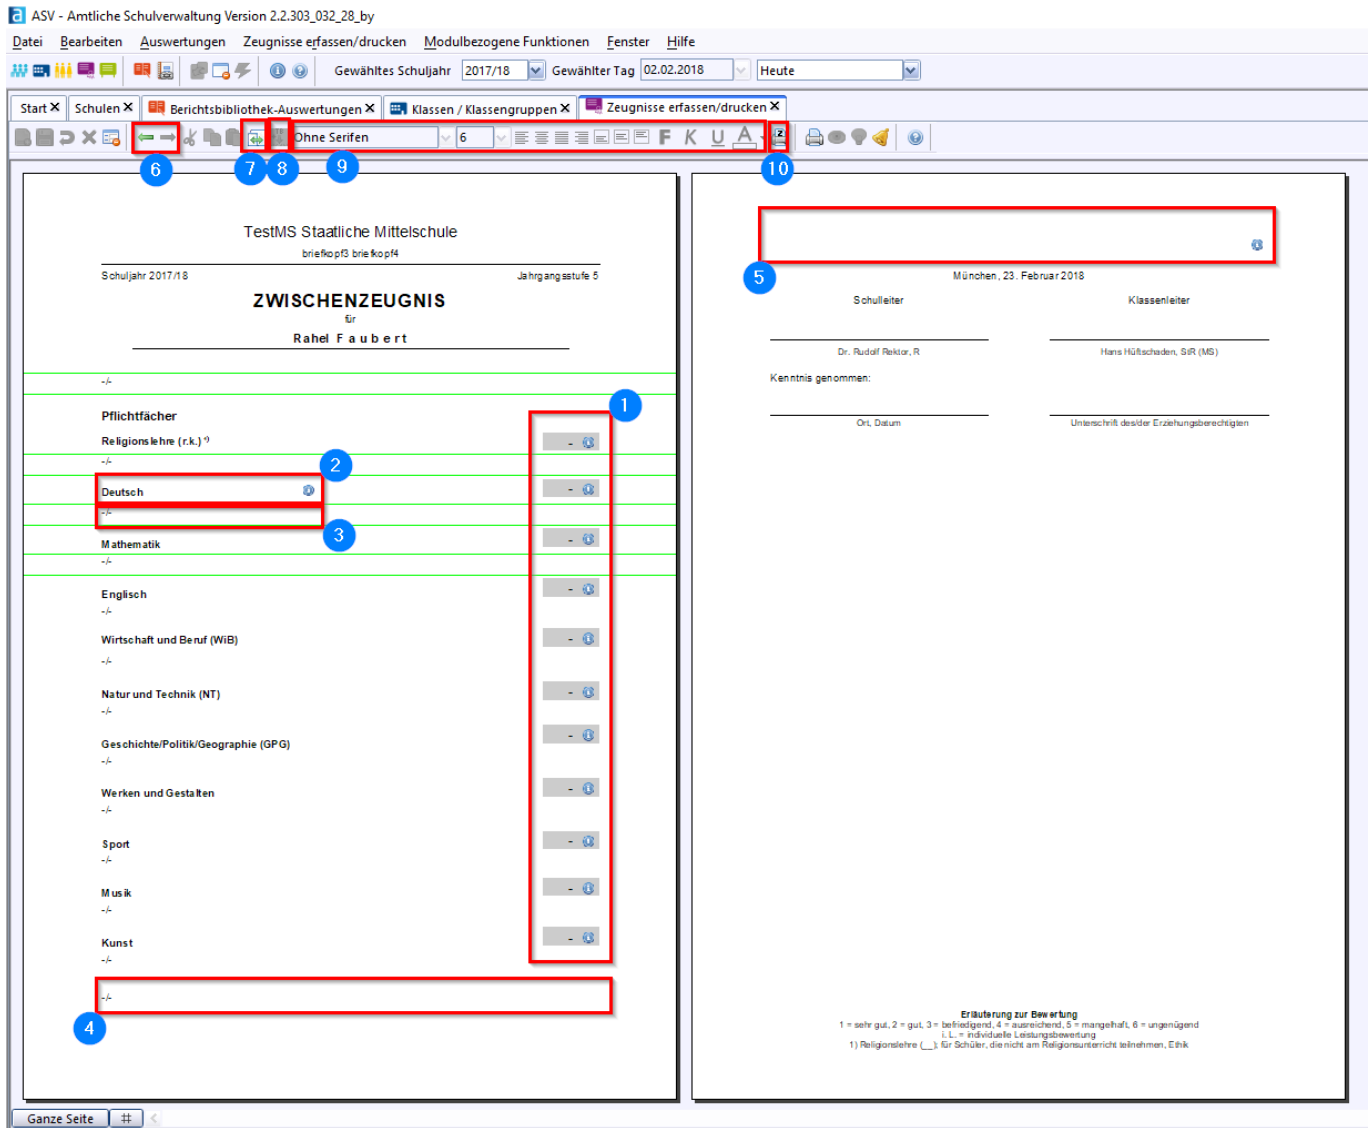 ASV - Amtliche Schulverwaltung Version 2.2.303_032_28_by
Datei Bearbeiten Auswertungen Zeugnisse erfassen/drucken Modulbezogene Funktionen Fenster Hilfe
Gewähltes Schuljahr 2017/18 Gewählter Tag 02.02.2018 Heute
Start Schulen Berichtsbibliothek-Auswertungen Klassen / Klassengruppen Zeugnisse erfassen/drucken
Ohne Serifen 6 F K U A
6 7 8 9 10
TestMS Staatliche Mittelschule
briefkopf3 briefkopf4
Schuljahr 2017/18 Jahrgangsstufe 5
ZWISCHENZEUGNIS
für
Rahel Faubert
-/-
1
Pflichtfächer
Religionslehre (r.k.) ¹⁾ -
-/-
2
Deutsch -
-/-
3
Mathematik -
-/-
Englisch -
-/-
Wirtschaft und Beruf (WiB) -
-/-
Natur und Technik (NT) -
-/-
Geschichte/Politik/Geographie (GPG) -
-/-
Werken und Gestalten -
-/-
Sport -
-/-
Musik -
-/-
Kunst -
-/-
-/-
4
5
München, 23. Februar 2018
Schulleiter Klassenleiter
Dr. Rudolf Rektor, R Hans Hüftschaden, StR (MS)
Kenntnis genommen:
Ort, Datum Unterschrift des/der Erziehungsberechtigten
Erläuterung zur Bewertung
1 = sehr gut, 2 = gut, 3 = befriedigend, 4 = ausreichend, 5 = mangelhaft, 6 = ungenügend
i. L. = individuelle Leistungsbewertung
1) Religionslehre (__); für Schüler, die nicht am Religionsunterricht teilnehmen, Ethik
Ganze Seite #